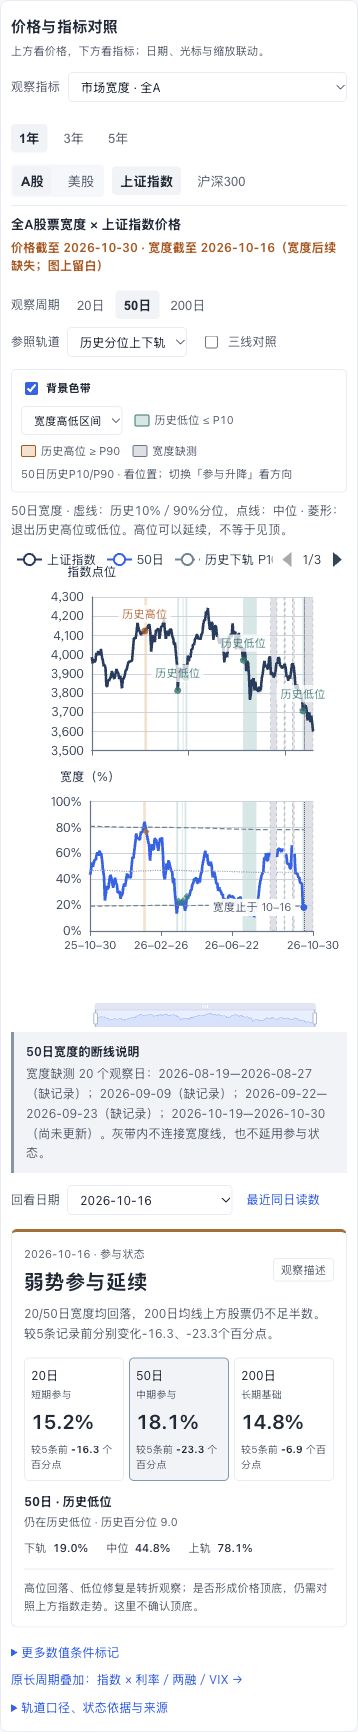 价格与指标对照
上方看价格，下方看指标；日期、光标与缩放联动。
观察指标 市场宽度 · 全A
1年 3年 5年
A股 美股 上证指数 沪深300
全A股票宽度 × 上证指数价格
价格截至 2026-10-30 · 宽度截至 2026-10-16（宽度后续
缺失；图上留白）
观察周期 20日 50日 200日
参照轨道 历史分位上下轨 三线对照
背景色带
宽度高低区间 历史低位 ≤ P10
历史高位 ≥ P90 宽度缺测
50日历史P10/P90 · 看位置；切换「参与升降」看方向
50日宽度 · 虚线：历史10% / 90%分位，点线：中位 · 菱形：
退出历史高位或低位。高位可延续，不等于见顶。
上证指数 50日 历史下轨 P1 1/3
指数点位
4,300
4,200
4,100
4,000
3,900
3,800
3,700
3,600
3,500
历史高位
历史低位
历史低位
历史低位
宽度（%）
100%
80%
60%
40%
20%
0%
宽度止于 10-16
25-10-30 26-02-26 26-06-22 26-10-30
50日宽度的断线说明
宽度缺测 20 个观察日：2026-08-19—2026-08-27
（缺记录）；2026-09-09（缺记录）；2026-09-22—
2026-09-23（缺记录）；2026-10-19—2026-10-30
（尚未更新）。灰带内不连接宽度线，也不延用参与状
态。
回看日期 2026-10-16 最近同日读数
2026-10-16 · 参与状态
弱势参与延续
观察描述
20/50日宽度均回落，200日均线上方股票仍不足半数。
较5条记录前分别变化-16.3、-23.3个百分点。
20日
短期参与
15.2%
较5条前 -16.3 个
百分点
50日
中期参与
18.1%
较5条前 -23.3 个
百分点
200日
长期基础
14.8%
较5条前 -6.9 个百
分点
50日 · 历史低位
仍在历史低位 · 历史百分位 9.0
下轨 19.0% 中位 44.8% 上轨 78.1%
高位回落、低位修复是转折观察；是否形成价格顶底，仍需对
照上方指数走势。这里不确认顶底。
更多数值条件标记
原长周期叠加：指数 × 利率 / 两融 / VIX →
轨道口径、状态依据与来源